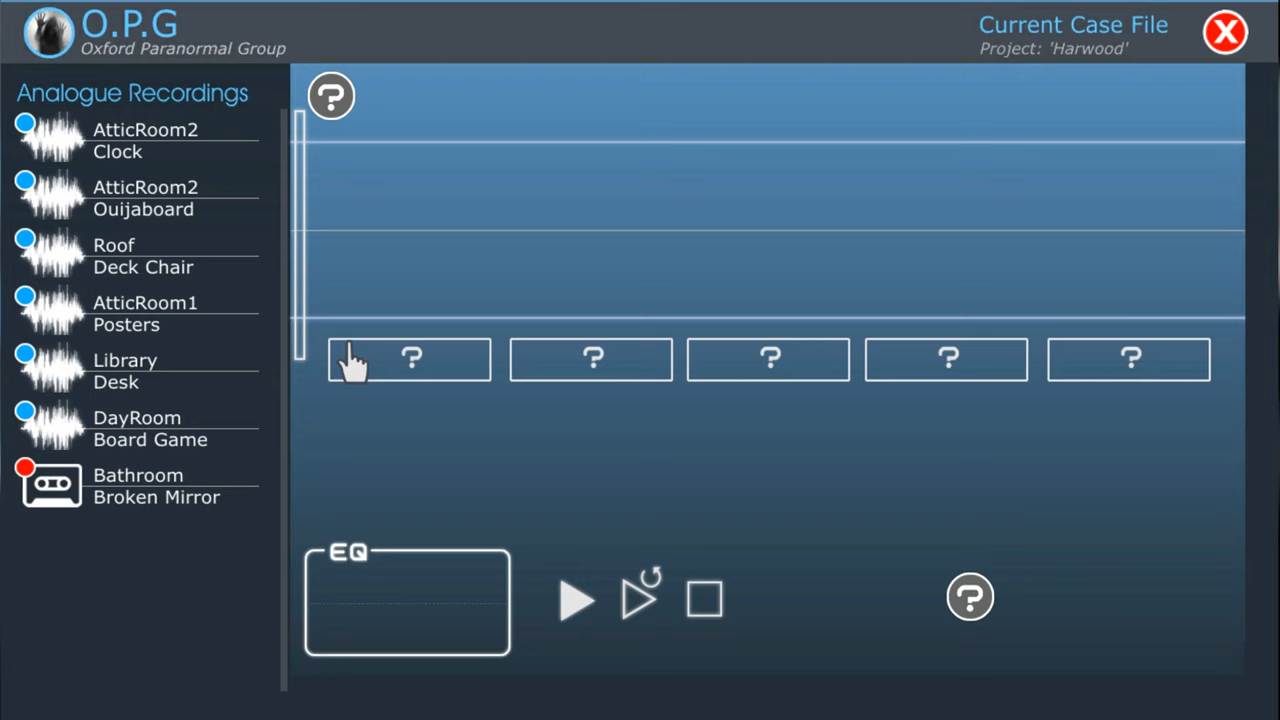 O.P.G
Oxford Paranormal Group
Current Case File
Project: 'Harwood'
X
Analogue Recordings
AtticRoom2
Clock
AtticRoom2
Ouijaboard
Roof
Deck Chair
AtticRoom1
Posters
Library
Desk
DayRoom
Board Game
Bathroom
Broken Mirror
?
? ? ? ? ?
EQ
?